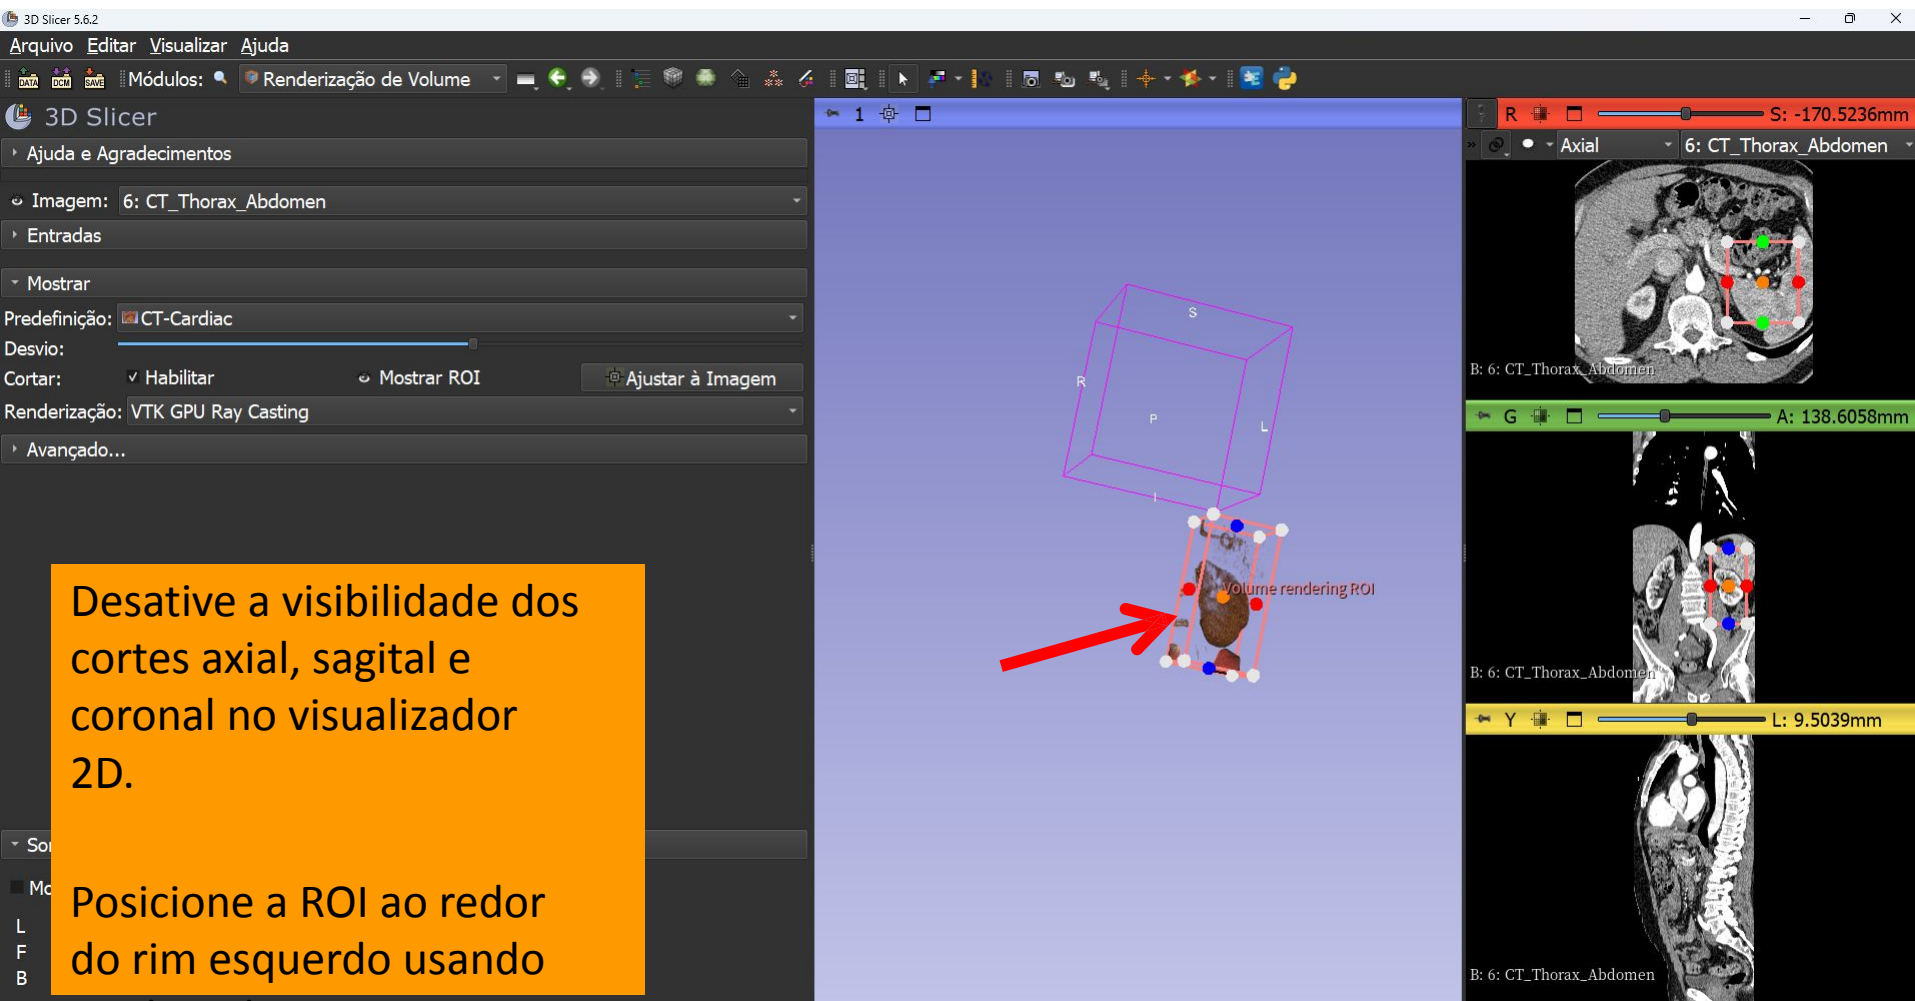 3D Slicer 5.6.2
Arquivo Editar Visualizar Ajuda
DATA DCM SAVE Módulos: Renderização de Volume
3D Slicer
Ajuda e Agradecimentos
Imagem: 6: CT_Thorax_Abdomen
Entradas
Mostrar
Predefinição: CT-Cardiac
Desvio:
Cortar: Habilitar Mostrar ROI Ajustar à Imagem
Renderização: VTK GPU Ray Casting
Avançado...
Desative a visibilidade dos
cortes axial, sagital e
coronal no visualizador
2D.
Posicione a ROI ao redor
do rim esquerdo usando
L
F
B
1
S
R
P
L
I
Volume rendering ROI
R S: -170.5236mm
Axial 6: CT_Thorax_Abdomen
B: 6: CT_Thorax_Abdomen
G A: 138.6058mm
B: 6: CT_Thorax_Abdomen
Y L: 9.5039mm
B: 6: CT_Thorax_Abdomen